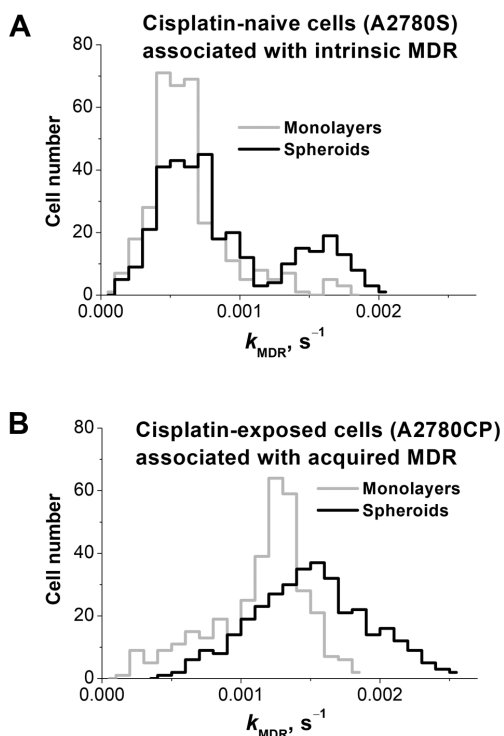 A
Cisplatin-naive cells (A2780S)
associated with intrinsic MDR
Monolayers
Spheroids
Cell number
80
60
40
20
0
0.000
0.001
0.002
kMDR, s⁻¹
B
Cisplatin-exposed cells (A2780CP)
associated with acquired MDR
Monolayers
Spheroids
Cell number
80
60
40
20
0
0.000
0.001
0.002
kMDR, s⁻¹